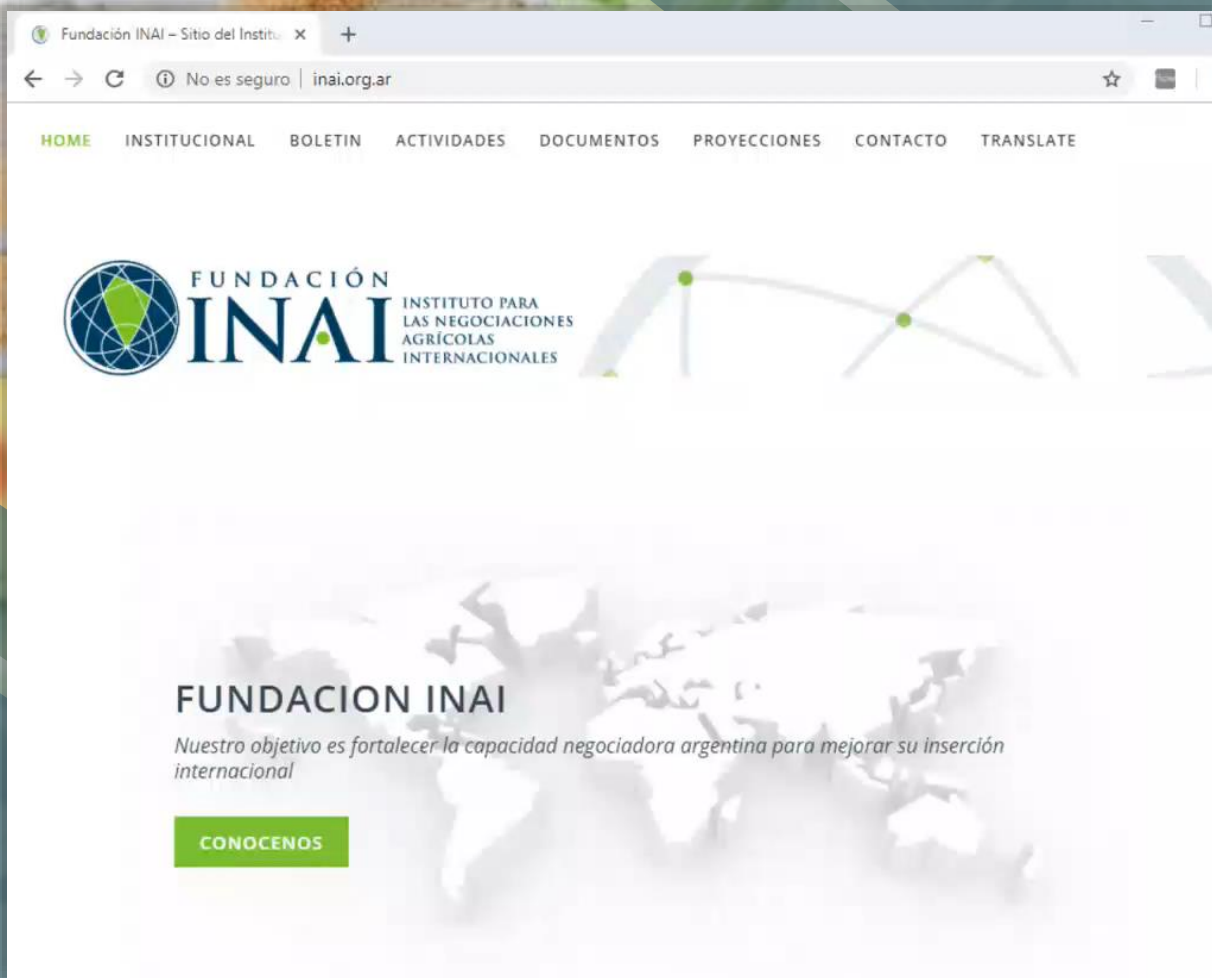 Fundación INAI – Sitio del Institu
No es seguro | inai.org.ar
HOME INSTITUCIONAL BOLETIN ACTIVIDADES DOCUMENTOS PROYECCIONES CONTACTO TRANSLATE
FUNDACIÓN
INAI
INSTITUTO PARA
LAS NEGOCIACIONES
AGRÍCOLAS
INTERNACIONALES
FUNDACION INAI
Nuestro objetivo es fortalecer la capacidad negociadora argentina para mejorar su inserción
internacional
CONOCENOS